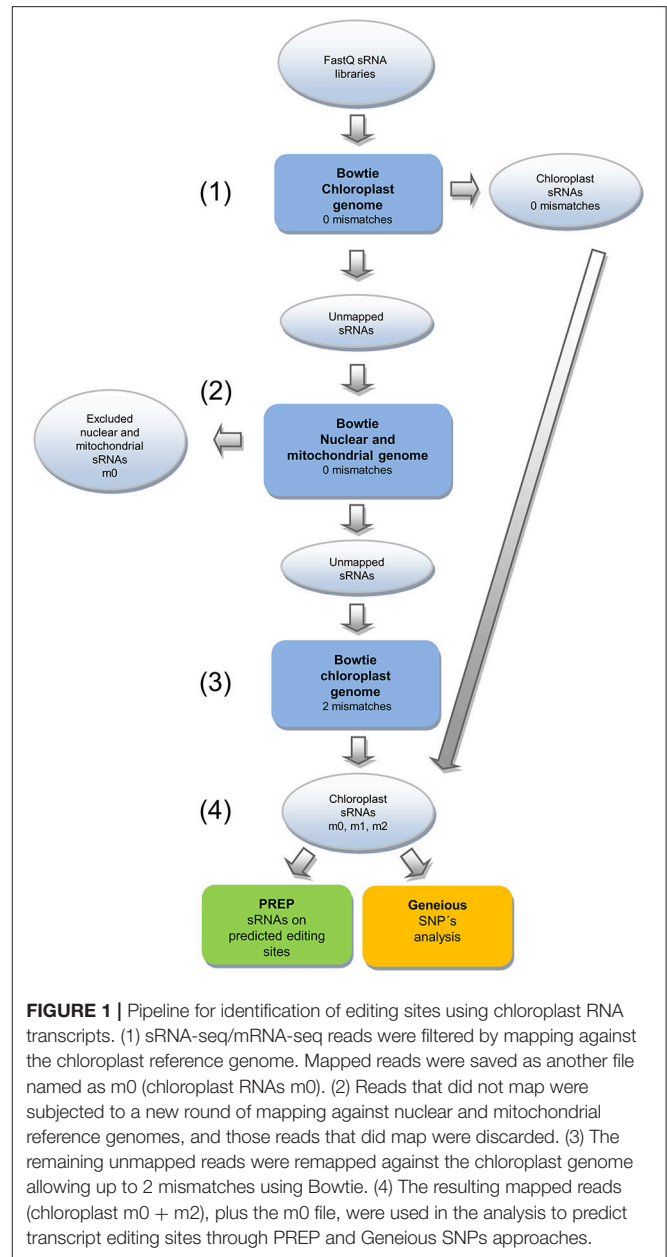 FastQ sRNA
libraries
(1)
Bowtie
Chloroplast
genome
0 mismatches
Chloroplast
sRNAs
0 mismatches
Unmapped
sRNAs
(2)
Excluded
nuclear and
mitochondrial
sRNAs
m0
Bowtie
Nuclear and
mitochondrial genome
0 mismatches
Unmapped
sRNAs
(3)
Bowtie
chloroplast
genome
2 mismatches
(4)
Chloroplast
sRNAs
m0, m1, m2
PREP
sRNAs on
predicted editing
sites
Geneious
SNP´s
analysis
FIGURE 1 | Pipeline for identification of editing sites using chloroplast RNA
transcripts. (1) sRNA-seq/mRNA-seq reads were filtered by mapping against
the chloroplast reference genome. Mapped reads were saved as another file
named as m0 (chloroplast RNAs m0). (2) Reads that did not map were
subjected to a new round of mapping against nuclear and mitochondrial
reference genomes, and those reads that did map were discarded. (3) The
remaining unmapped reads were remapped against the chloroplast genome
allowing up to 2 mismatches using Bowtie. (4) The resulting mapped reads
(chloroplast m0 + m2), plus the m0 file, were used in the analysis to predict
transcript editing sites through PREP and Geneious SNPs approaches.